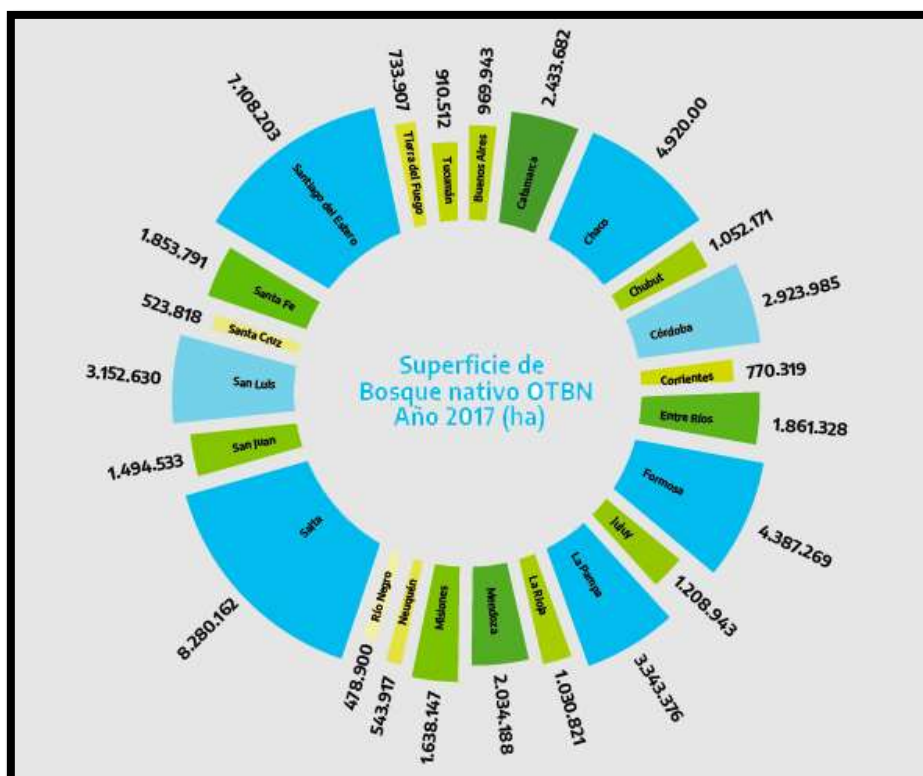 Superficie de
Bosque nativo OTBN
Año 2017 (ha)
969.943
Buenos Aires
2.433.682
Catamarca
4.920.00
Chaco
1.052.171
Chubut
2.923.985
Córdoba
770.319
Corrientes
1.861.328
Entre Ríos
4.387.269
Formosa
1.208.943
Jujuy
3.343.376
La Pampa
1.030.821
La Rioja
2.034.188
Mendoza
1.638.147
Misiones
543.917
Neuquén
478.900
Río Negro
8.280.162
Salta
1.494.533
San Juan
3.152.630
San Luis
523.818
Santa Cruz
1.853.791
Santa Fe
7.108.203
Santiago del Estero
733.907
Tierra del Fuego
910.512
Tucumán